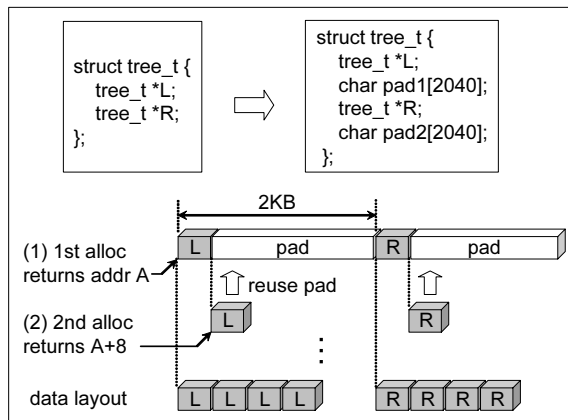 struct tree_t {
tree_t *L;
tree_t *R;
};
struct tree_t {
tree_t *L;
char pad1[2040];
tree_t *R;
char pad2[2040];
};
2KB
(1) 1st alloc
returns addr A
L pad R pad
reuse pad
(2) 2nd alloc
returns A+8
L R
data layout
L L L L R R R R